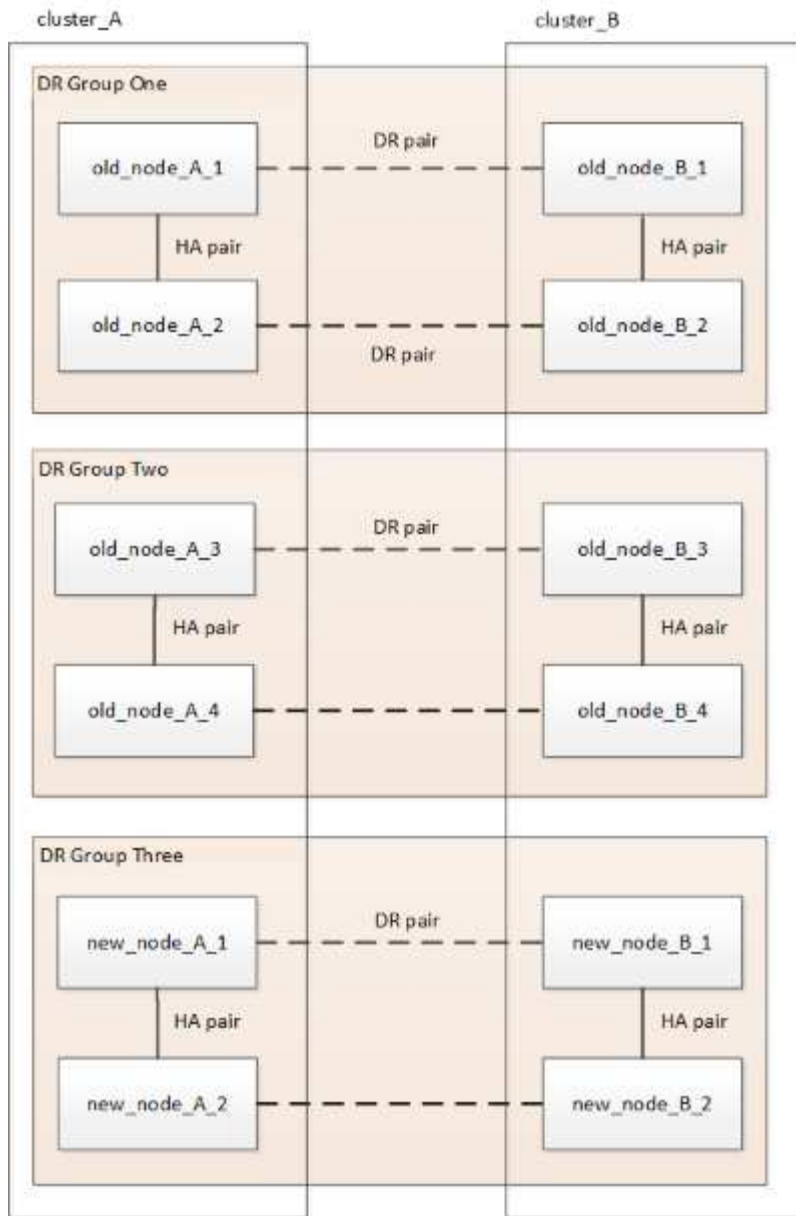 cluster_A
cluster_B
DR Group One
DR pair
old_node_A_1
old_node_B_1
HA pair
HA pair
old_node_A_2
old_node_B_2
DR pair
DR Group Two
DR pair
old_node_A_3
old_node_B_3
HA pair
HA pair
old_node_A_4
old_node_B_4
DR Group Three
DR pair
new_node_A_1
new_node_B_1
HA pair
HA pair
new_node_A_2
new_node_B_2